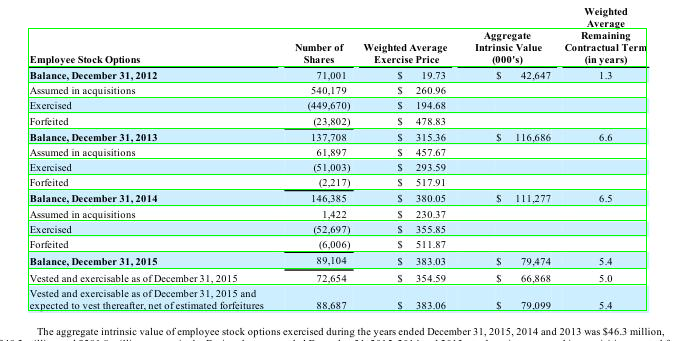 Weighted
Average
Aggregate Remaining
Number of Weighted Average Intrinsic Value Contractual Term
Employee Stock Options Shares Exercise Price (000's) (in years)
Balance, December 31, 2012 71,001 $ 19.73 $ 42,647 1.3
Assumed in acquisitions 540,179 $ 260.96
Exercised (449,670) $ 194.68
Forfeited (23,802) $ 478.83
Balance, December 31, 2013 137,708 $ 315.36 $ 116,686 6.6
Assumed in acquisitions 61,897 $ 457.67
Exercised (51,003) $ 293.59
Forfeited (2,217) $ 517.91
Balance, December 31, 2014 146,385 $ 380.05 $ 111,277 6.5
Assumed in acquisitions 1,422 $ 230.37
Exercised (52,697) $ 355.85
Forfeited (6,006) $ 511.87
Balance, December 31, 2015 89,104 $ 383.03 $ 79,474 5.4
Vested and exercisable as of December 31, 2015 72,654 $ 354.59 $ 66,868 5.0
Vested and exercisable as of December 31, 2015 and
expected to vest thereafter, net of estimated forfeitures 88,687 $ 383.06 $ 79,099 5.4
The aggregate intrinsic value of employee stock options exercised during the years ended December 31, 2015, 2014 and 2013 was $46.3 million,